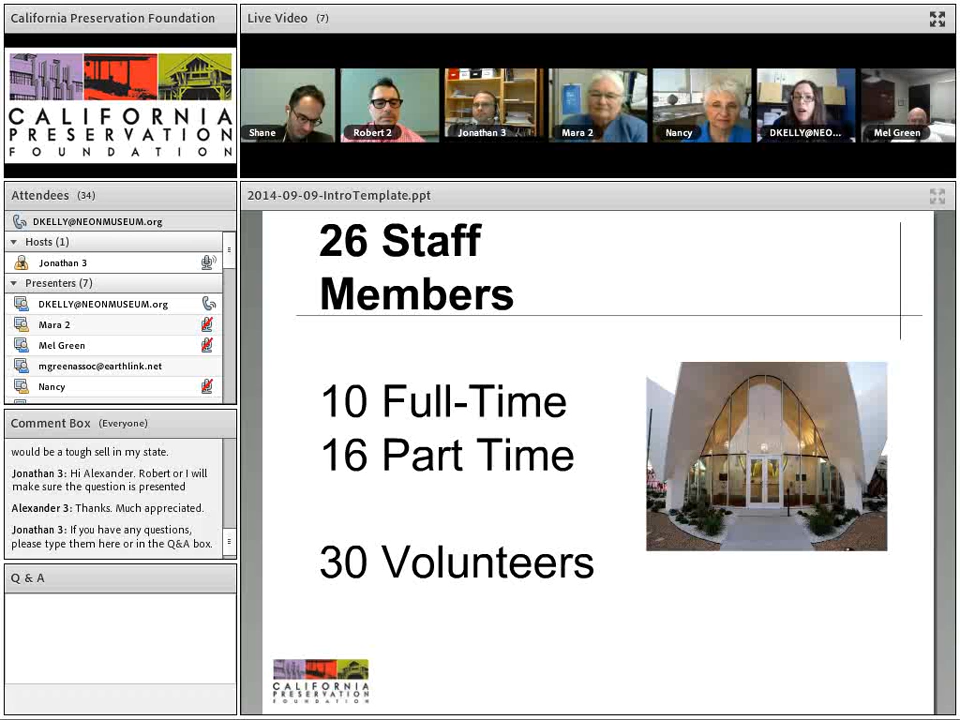 California Preservation Foundation
CALIFORNIA
PRESERVATION
FOUNDATION
Live Video (7)
Shane
Robert 2
Jonathan 3
Mara 2
Nancy
DKELLY@NEO...
Mel Green
Attendees (34)
DKELLY@NEONMUSEUM.org
Hosts (1)
Jonathan 3
Presenters (7)
DKELLY@NEONMUSEUM.org
Mara 2
Mel Green
mgreenassoc@earthlink.net
Nancy
Comment Box (Everyone)
would be a tough sell in my state.
Jonathan 3: Hi Alexander. Robert or I will
make sure the question is presented
Alexander 3: Thanks. Much appreciated.
Jonathan 3: If you have any questions,
please type them here or in the Q&A box.
Q & A
2014-09-09-IntroTemplate.ppt
26 Staff
Members
10 Full-Time
16 Part Time
30 Volunteers
CALIFORNIA
PRESERVATION
FOUNDATION